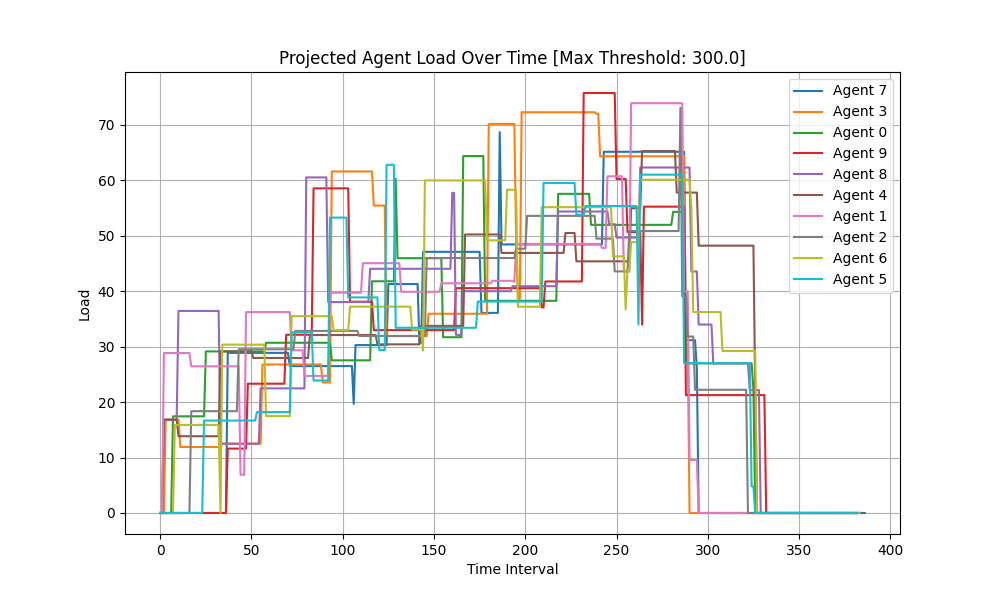 Projected Agent Load Over Time [Max Threshold: 300.0]
Load
70
60
50
40
30
20
10
0
0 50 100 150 200 250 300 350 400
Time Interval
Agent 7
Agent 3
Agent 0
Agent 9
Agent 8
Agent 4
Agent 1
Agent 2
Agent 6
Agent 5